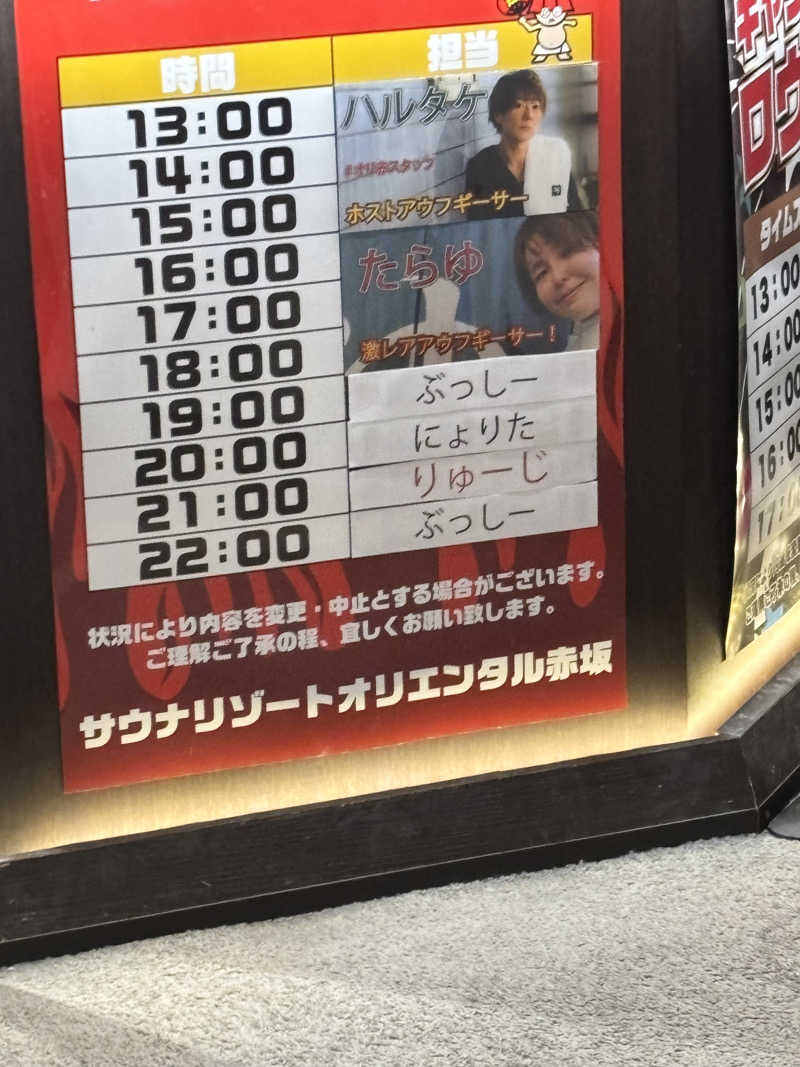 時間 担当
13:00 ハルタケ
14:00
15:00 ホストアウフギーサー
16:00 たらゆ
17:00
18:00 激レアアウフギーサー！
19:00 ぶっしー
20:00 にょりた
21:00 りゅーじ
22:00 ぶっしー
状況により内容を変更・中止とする場合がございます。
ご理解ご了承の程、宜しくお願い致します。
サウナリゾートオリエンタル赤坂
タイム
13:00
14:00
15:00
16:00
17:0